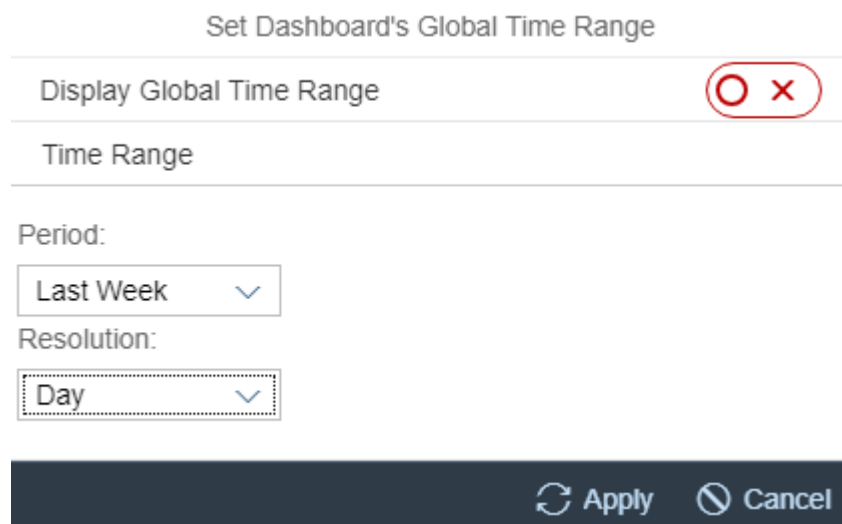 Set Dashboard's Global Time Range
Display Global Time Range
Time Range
Period:
Last Week
Resolution:
Day
Apply Cancel